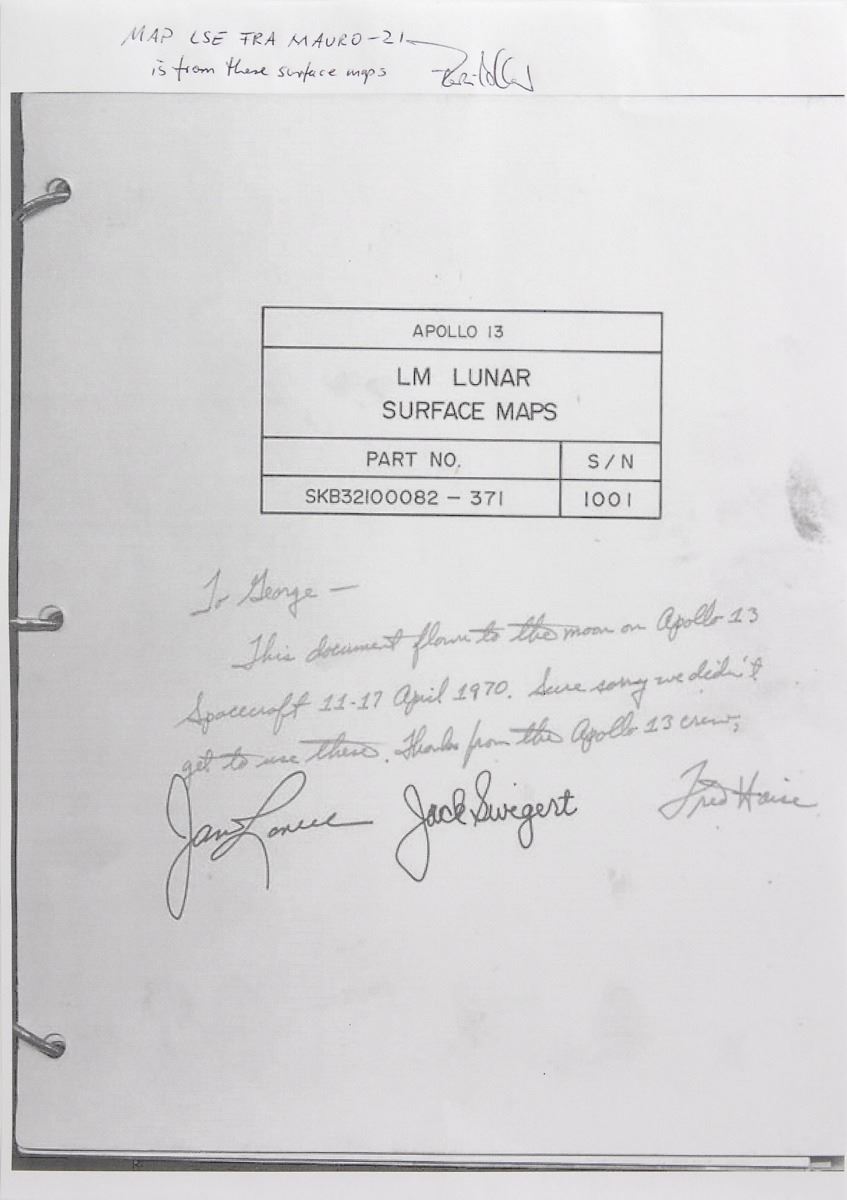 MAP LSE FRA MAURO-21
is from these surface maps
APOLLO 13
LM LUNAR
SURFACE MAPS
PART NO. S/N
SKB32100082 - 371 1001
To George —
This document flown to the moon on Apollo 13
Spacecraft 11-17 April 1970. Sure sorry we didn't
get to use these. Thanks from the Apollo 13 crew;
Jack Swigert Fred Haise